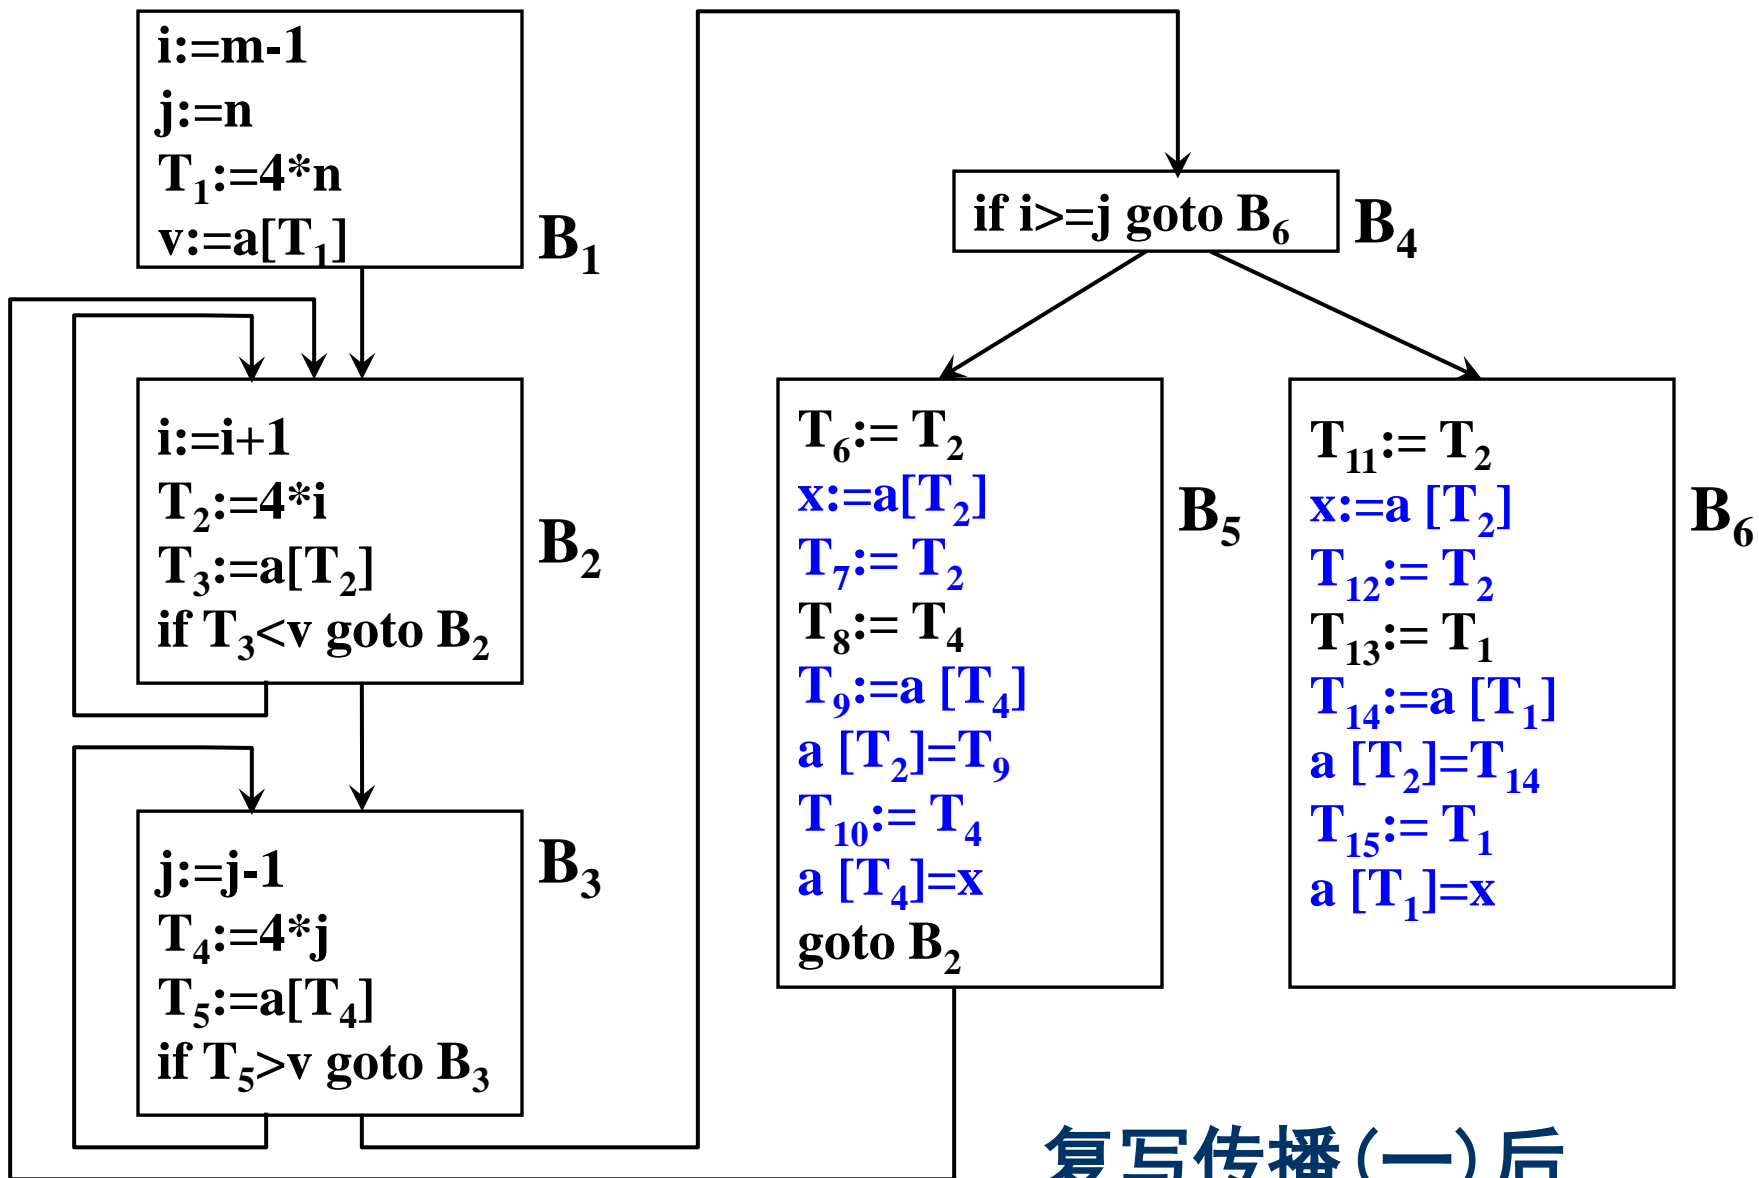 i:=m-1
j:=n
T₁:=4*n
v:=a[T₁]
B₁
i:=i+1
T₂:=4*i
T₃:=a[T₂]
if T₃<v goto B₂
B₂
j:=j-1
T₄:=4*j
T₅:=a[T₄]
if T₅>v goto B₃
B₃
if i>=j goto B₆
B₄
T₆:= T₂
x:=a[T₂]
T₇:= T₂
T₈:= T₄
T₉:=a [T₄]
a [T₂]=T₉
T₁₀:= T₄
a [T₄]=x
goto B₂
B₅
T₁₁:= T₂
x:=a [T₂]
T₁₂:= T₂
T₁₃:= T₁
T₁₄:=a [T₁]
a [T₂]=T₁₄
T₁₅:= T₁
a [T₁]=x
B₆
复写传播(一)后